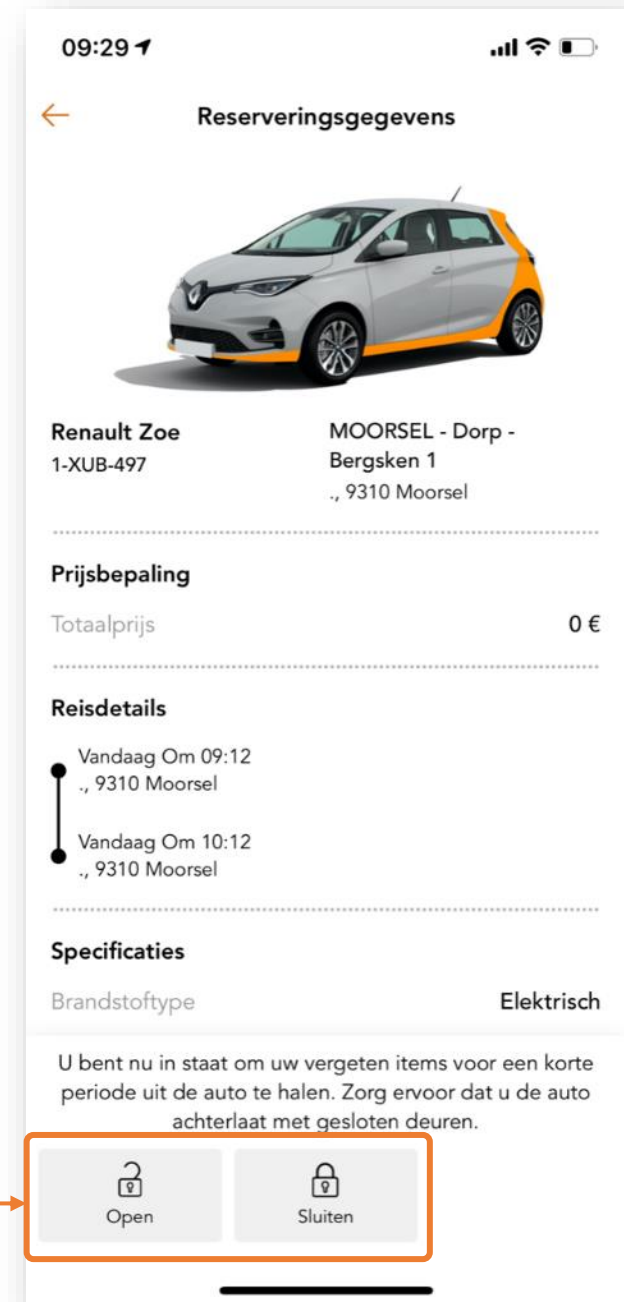 09:29
Reserveringsgegevens
Renault Zoe
1-XUB-497
MOORSEL - Dorp -
Bergsken 1
., 9310 Moorsel
Prijsbepaling
Totaalprijs 0 €
Reisdetails
Vandaag Om 09:12
., 9310 Moorsel
Vandaag Om 10:12
., 9310 Moorsel
Specificaties
Brandstoftype Elektrisch
U bent nu in staat om uw vergeten items voor een korte
periode uit de auto te halen. Zorg ervoor dat u de auto
achterlaat met gesloten deuren.
Open Sluiten